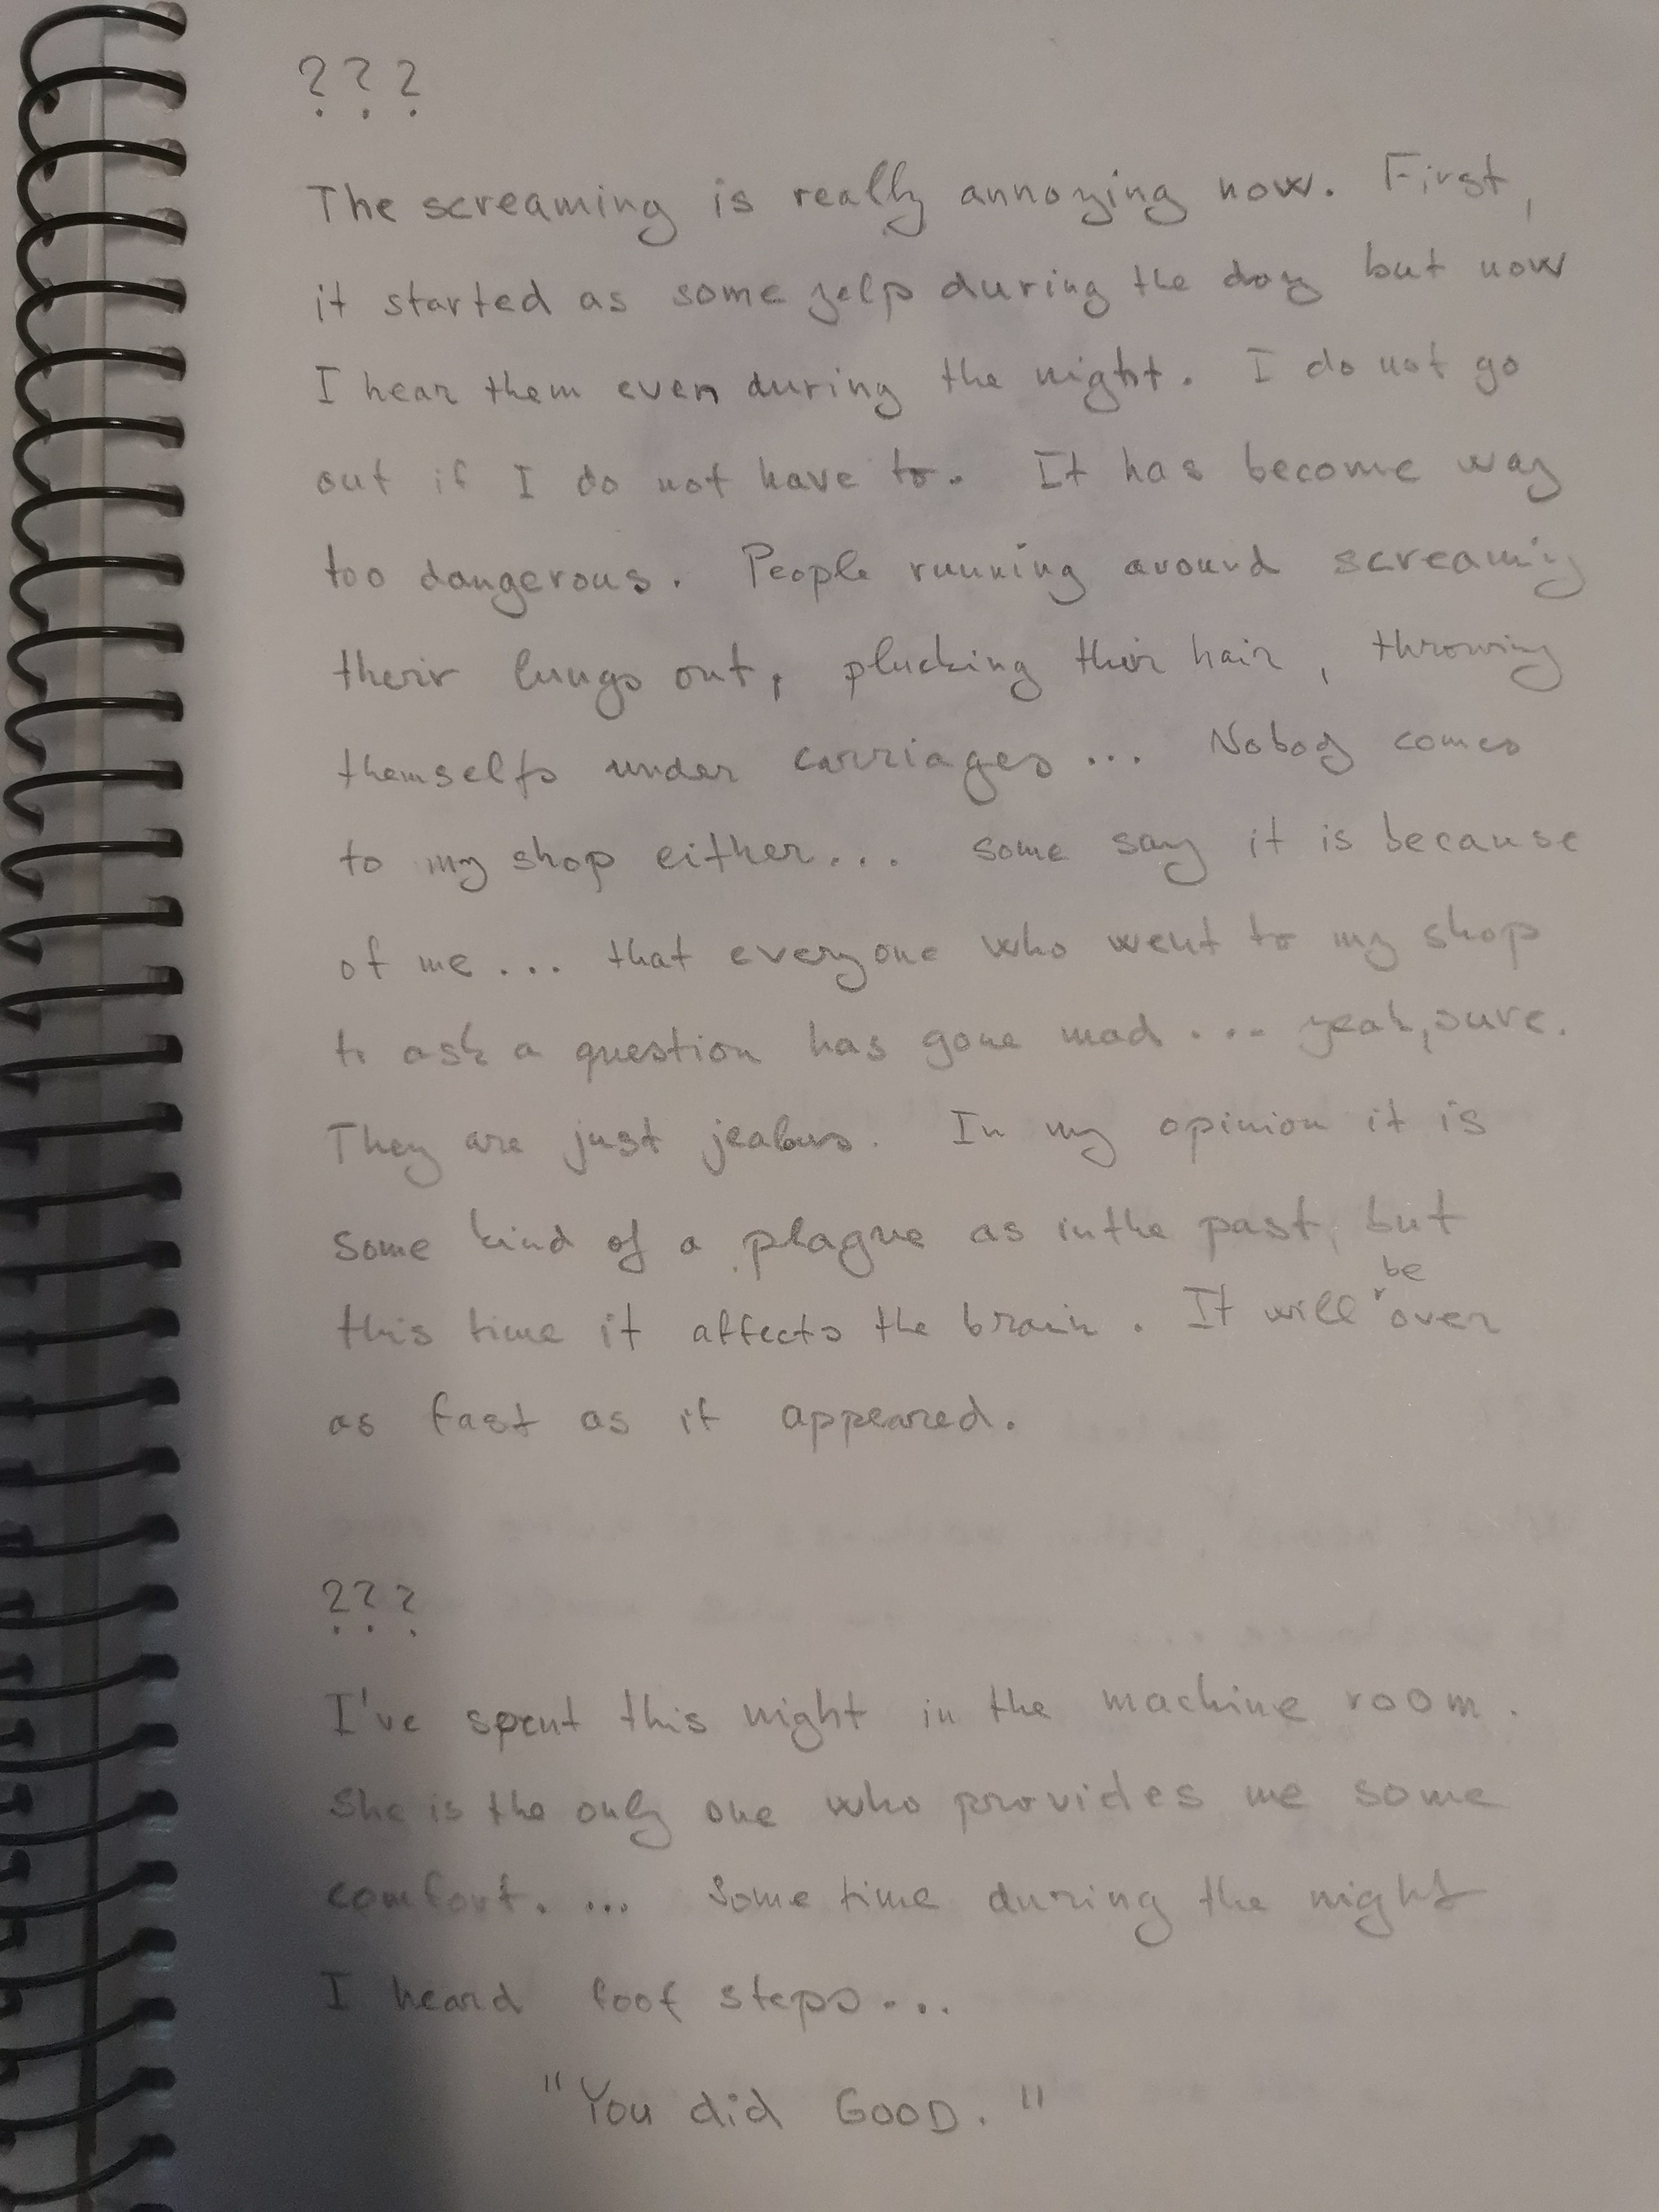 ???
The screaming is really annoying now. First,
it started as some yelp during the day but now
I hear them even during the night. I do not go
out if I do not have to. It has become way
too dangerous. People running around screaming
their lungs out, plucking their hair, throwing
themselfs under carriages... Nobody comes
to my shop either... some say it is because
of me... that everyone who went to my shop
to ask a question has gone mad... yeah, sure.
They are just jealous. In my opinion it is
some kind of a plague as in the past, but
this time it affects the brain. It will be over
as fast as it appeared.
???
I've spent this night in the machine room.
She is the only one who provides me some
comfort. ... Some time during the night
I heard foot steps...
"You did GOOD."